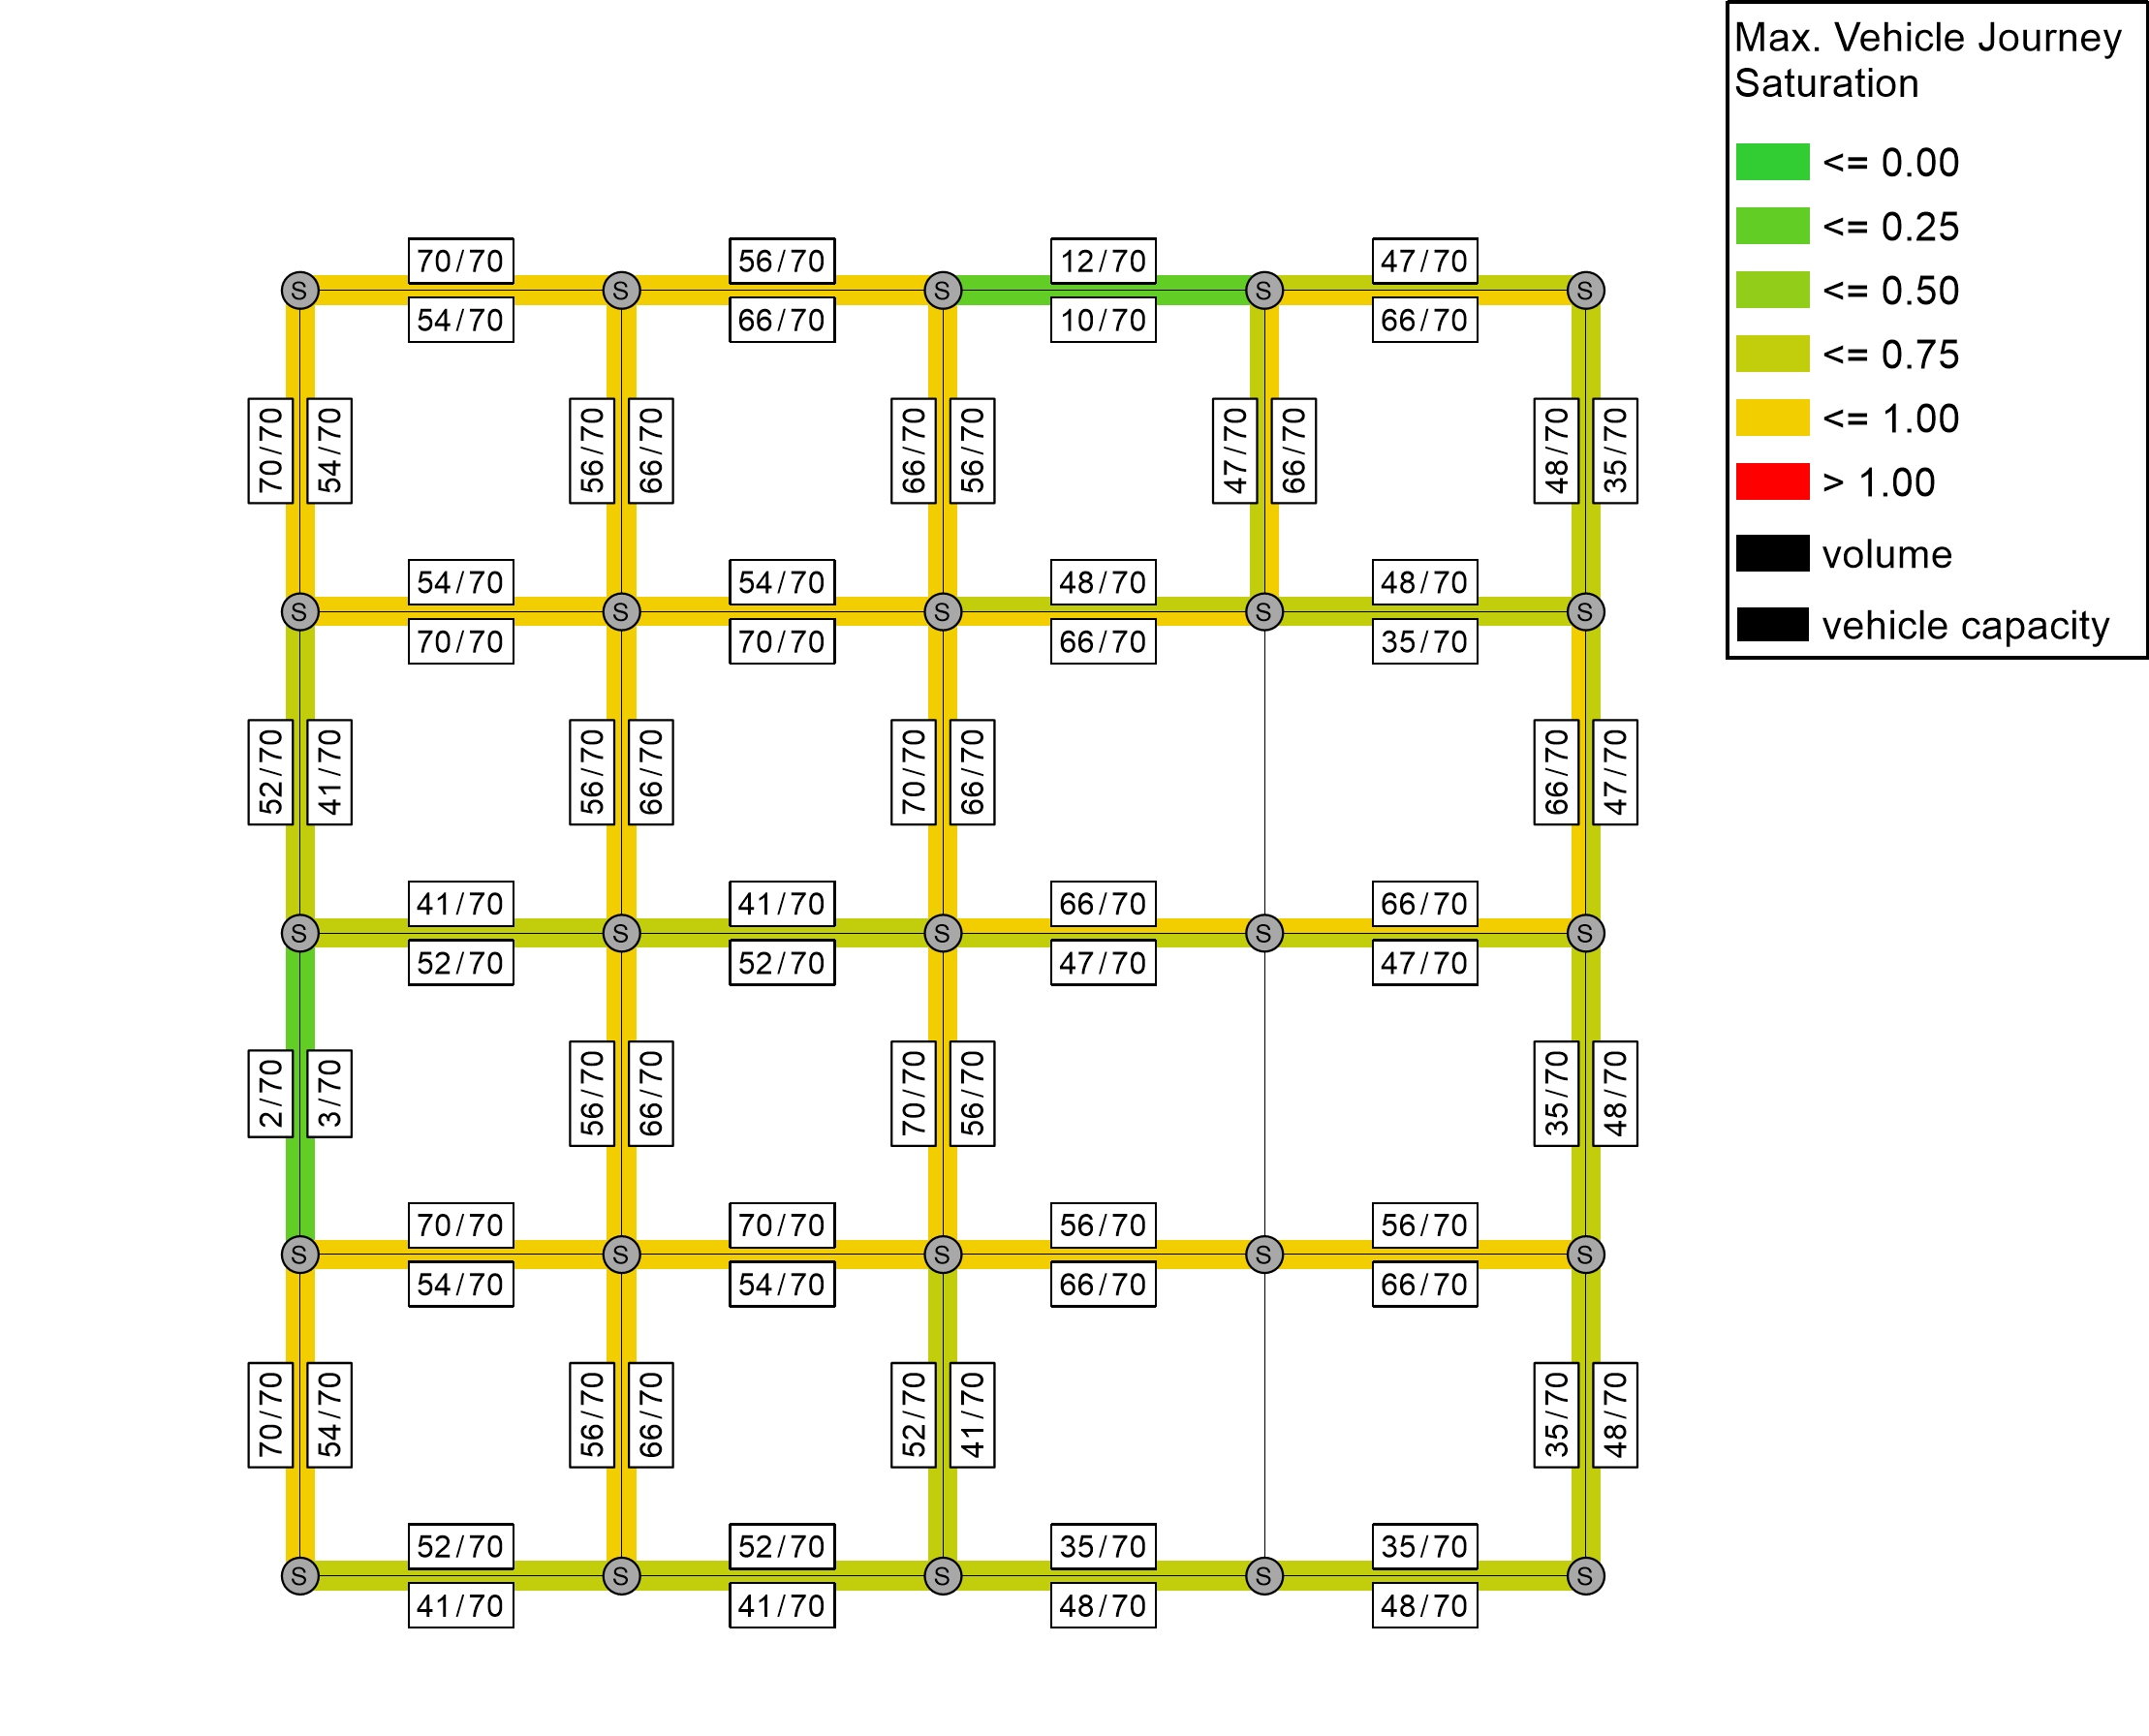 Max. Vehicle Journey
Saturation
<= 0.00
<= 0.25
<= 0.50
<= 0.75
<= 1.00
> 1.00
volume
vehicle capacity
70/70 56/70 12/70 47/70
S S S S S
54/70 66/70 10/70 66/70
70/70 54/70 56/70 66/70 66/70 56/70 47/70 66/70 48/70 35/70
54/70 54/70 48/70 48/70
S S S S S
70/70 70/70 66/70 35/70
52/70 41/70 56/70 66/70 70/70 66/70 66/70 47/70
41/70 41/70 66/70 66/70
S S S S S
52/70 52/70 47/70 47/70
2/70 3/70 56/70 66/70 70/70 56/70 35/70 48/70
70/70 70/70 56/70 56/70
S S S S S
54/70 54/70 66/70 66/70
70/70 54/70 56/70 66/70 52/70 41/70 35/70 48/70
52/70 52/70 35/70 35/70
S S S S S
41/70 41/70 48/70 48/70